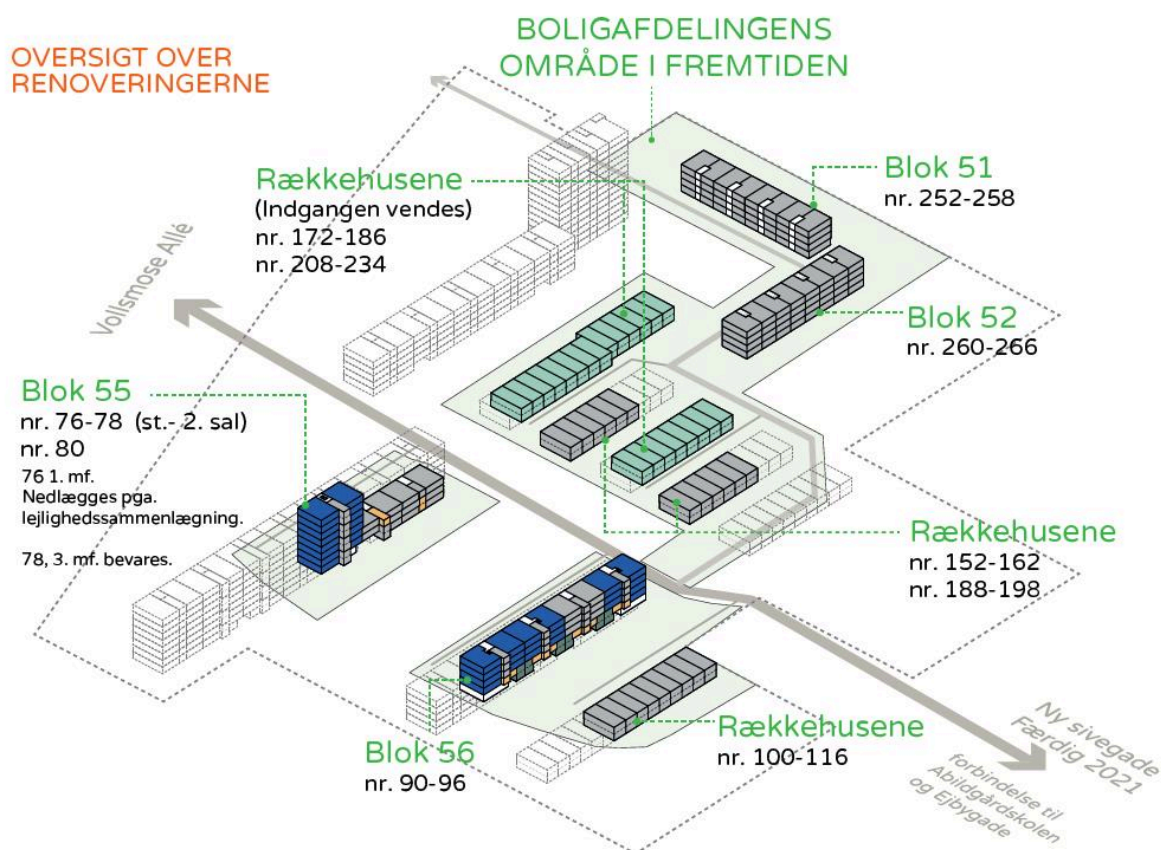 OVERSIGT OVER
RENOVERINGERNE
BOLIGAFDELINGENS
OMRÅDE I FREMTIDEN
Rækkehusene
(Indgangen vendes)
nr. 172-186
nr. 208-234
Blok 51
nr. 252-258
Vollsmose Allé
Blok 52
nr. 260-266
Blok 55
nr. 76-78 (st.- 2. sal)
nr. 80
76 1. mf.
Nedlægges pga.
lejlighedssammenlægning.
78, 3. mf. bevares.
Rækkehusene
nr. 152-162
nr. 188-198
Blok 56
nr. 90-96
Rækkehusene
nr. 100-116
Ny sivegade
Færdig 2021
forbindelse til
Abildgårdskolen
og Ejbygade